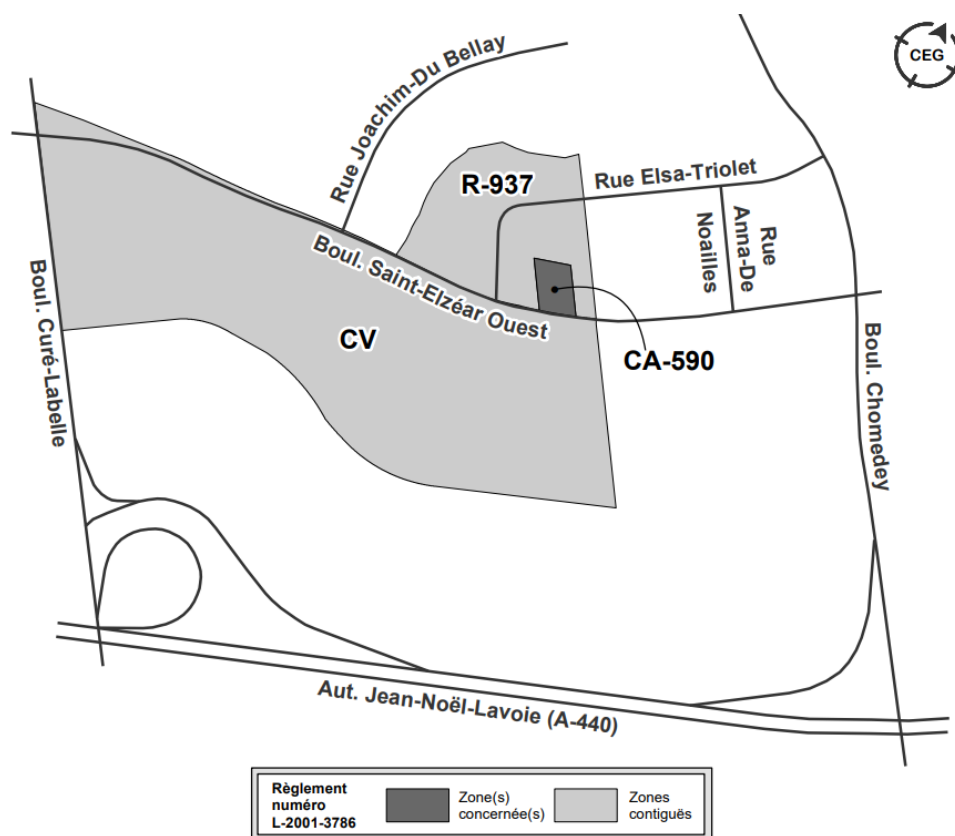 CEG
Rue Joachim-Du Bellay
R-937
Rue Elsa-Triolet
Rue
Anna-De
Noailles
Boul. Saint-Elzéar Ouest
Boul. Curé-Labelle
CV
CA-590
Boul. Chomedey
Aut. Jean-Noël-Lavoie (A-440)
Règlement
numéro
L-2001-3786
Zone(s)
concernée(s)
Zones
contiguës